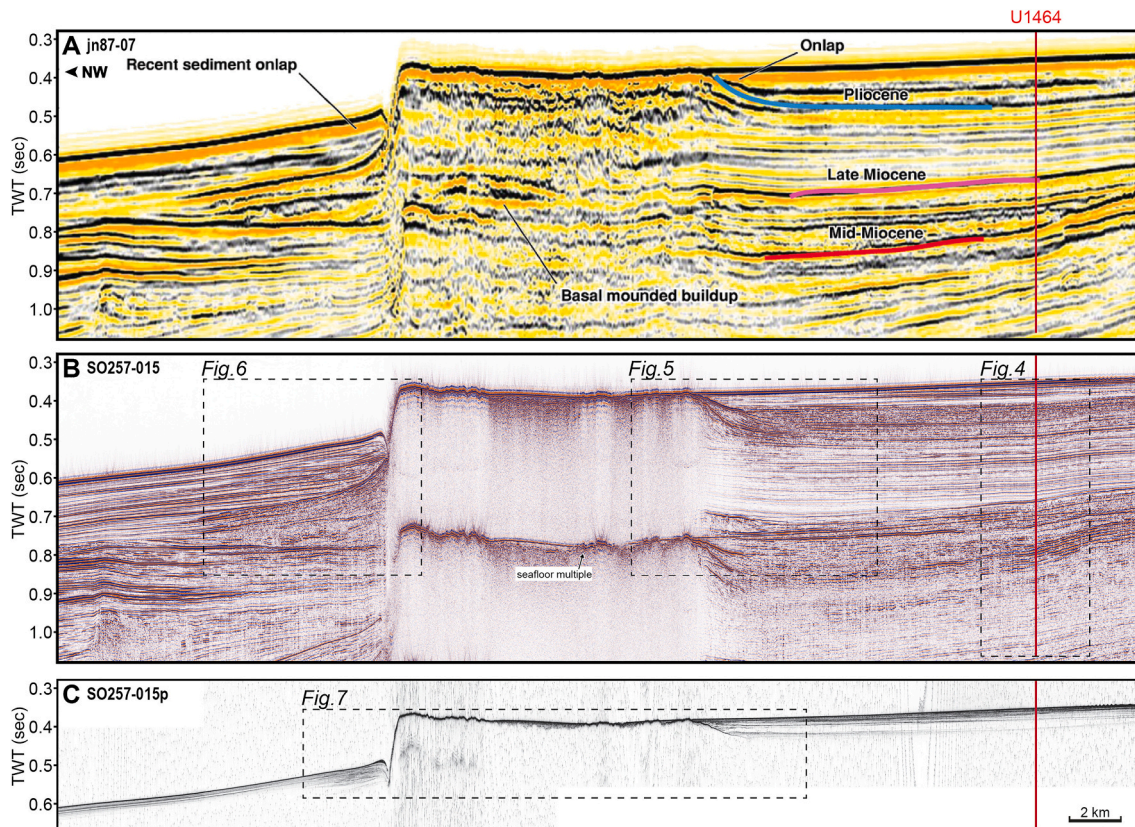 U1464
A jn87-07
NW
Recent sediment onlap
Onlap
Pliocene
Late Miocene
Mid-Miocene
Basal mounded buildup
TWT (sec)
0.3
0.4
0.5
0.6
0.7
0.8
0.9
1.0
B SO257-015
Fig.6
Fig.5
Fig.4
seafloor multiple
TWT (sec)
0.3
0.4
0.5
0.6
0.7
0.8
0.9
1.0
C SO257-015p
Fig.7
TWT (sec)
0.3
0.4
0.5
0.6
2 km